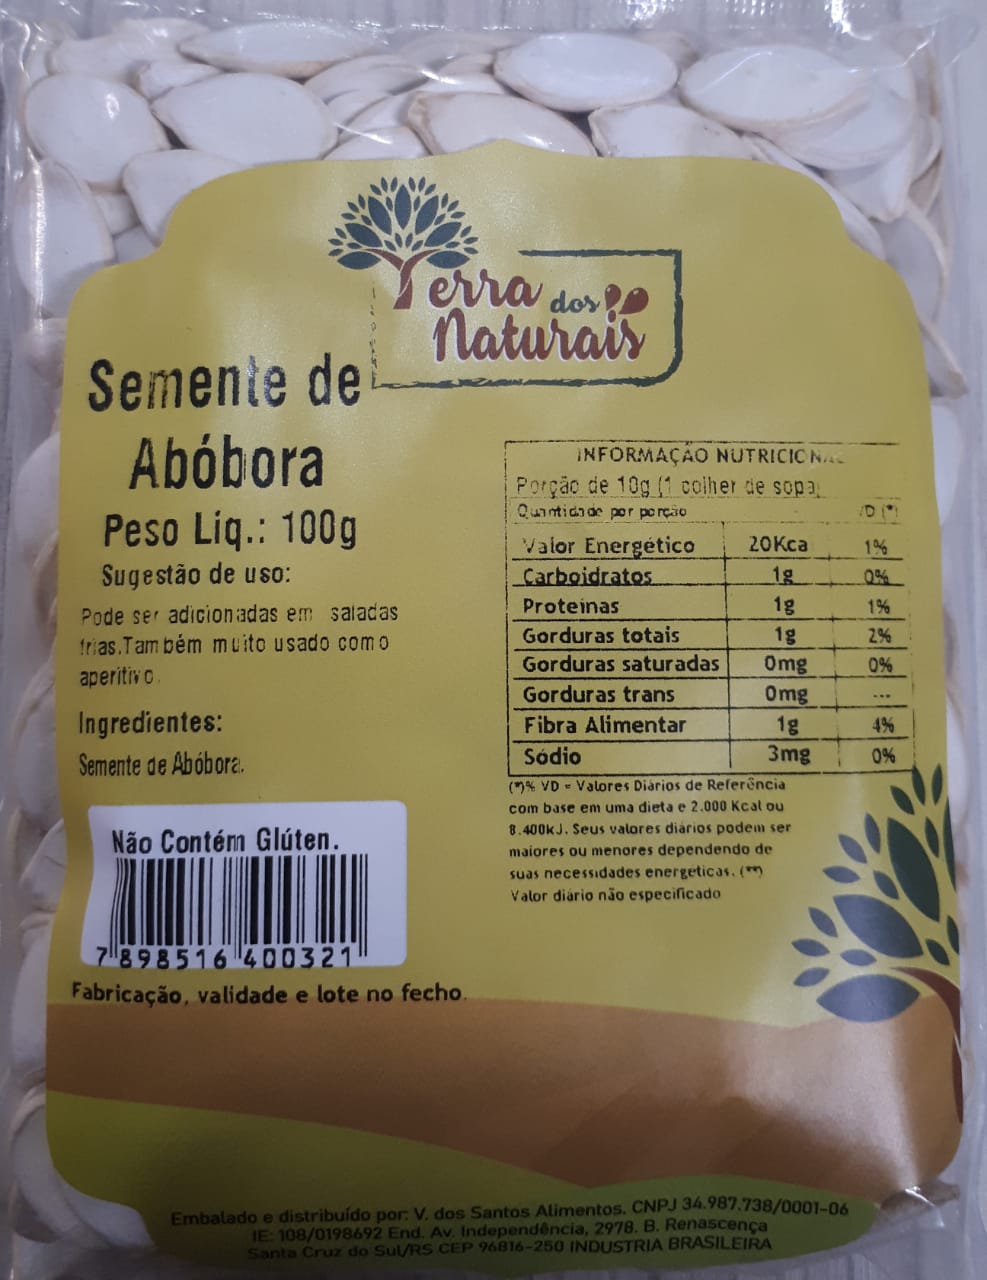 Terra dos
Naturais
Semente de
Abóbora
Peso Liq.: 100g
Sugestão de uso:
Pode ser adicionadas em saladas
frias.Também muito usado como
aperitivo.
Ingredientes:
Semente de Abóbora.
INFORMAÇÃO NUTRICIONAL
Porção de 10g (1 colher de sopa)
Quantidade por porção VD (*)
Valor Energético 20Kca 1%
Carboidratos 1g 0%
Proteinas 1g 1%
Gorduras totais 1g 2%
Gorduras saturadas 0mg 0%
Gorduras trans 0mg ---
Fibra Alimentar 1g 4%
Sódio 3mg 0%
(*)% VD = Valores Diários de Referência
com base em uma dieta e 2.000 Kcal ou
8.400kJ. Seus valores diários podem ser
maiores ou menores dependendo de
suas necessidades energéticas. (**)
Valor diário não especificado
Não Contém Glúten.
7 898516 400321
Fabricação, validade e lote no fecho.
Embalado e distribuído por: V. dos Santos Alimentos. CNPJ 34.987.738/0001-06
IE: 108/0198692 End. Av. Independência, 2978. B. Renascença
Santa Cruz do Sul/RS CEP 96816-250 INDUSTRIA BRASILEIRA